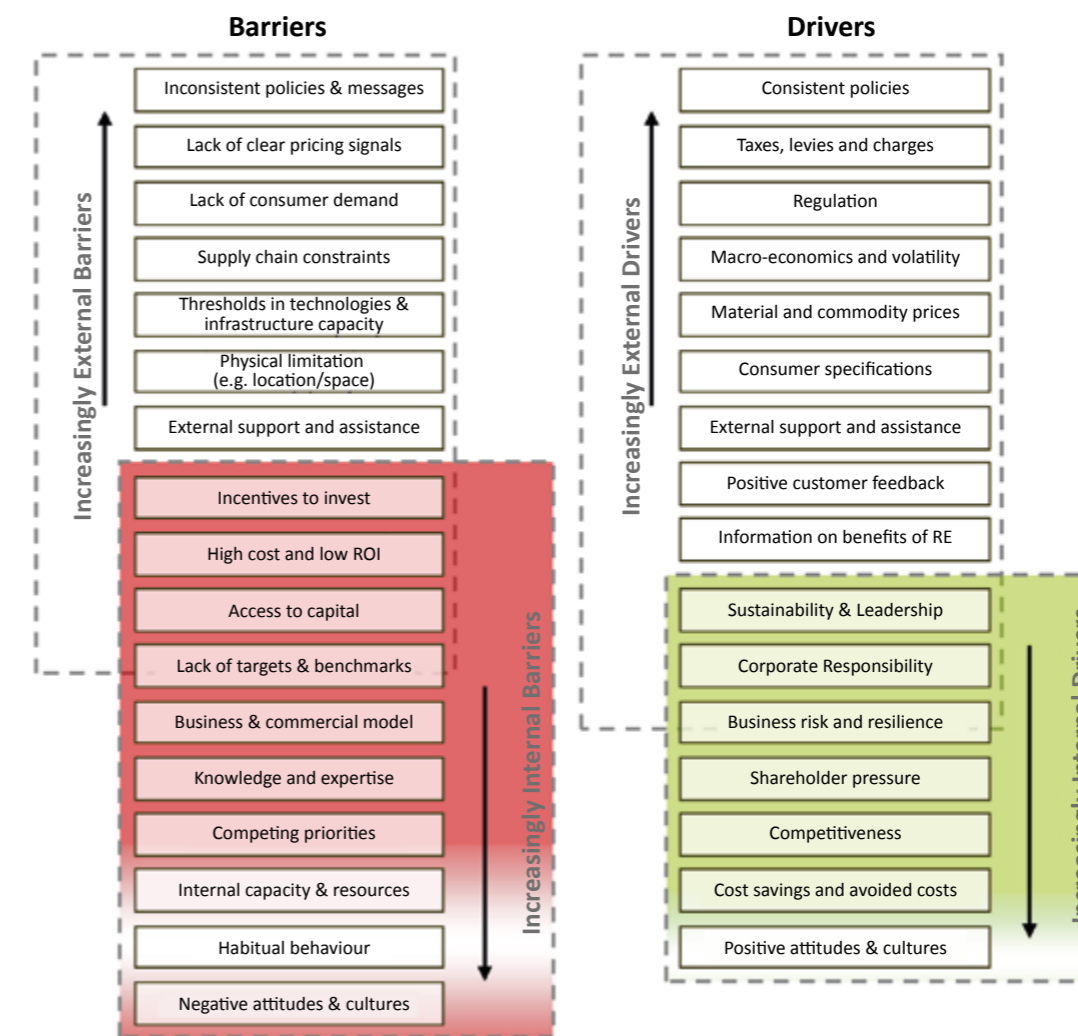 Barriers
Inconsistent policies & messages
Lack of clear pricing signals
Lack of consumer demand
Supply chain constraints
Thresholds in technologies &
infrastructure capacity
Physical limitation
(e.g. location/space)
External support and assistance
Increasingly External Barriers
Incentives to invest
High cost and low ROI
Access to capital
Lack of targets & benchmarks
Business & commercial model
Knowledge and expertise
Competing priorities
Internal capacity & resources
Habitual behaviour
Negative attitudes & cultures
Increasingly Internal Barriers
Drivers
Consistent policies
Taxes, levies and charges
Regulation
Macro-economics and volatility
Material and commodity prices
Consumer specifications
External support and assistance
Positive customer feedback
Information on benefits of RE
Increasingly External Drivers
Sustainability & Leadership
Corporate Responsibility
Business risk and resilience
Shareholder pressure
Competitiveness
Cost savings and avoided costs
Positive attitudes & cultures
Increasingly Internal Drivers